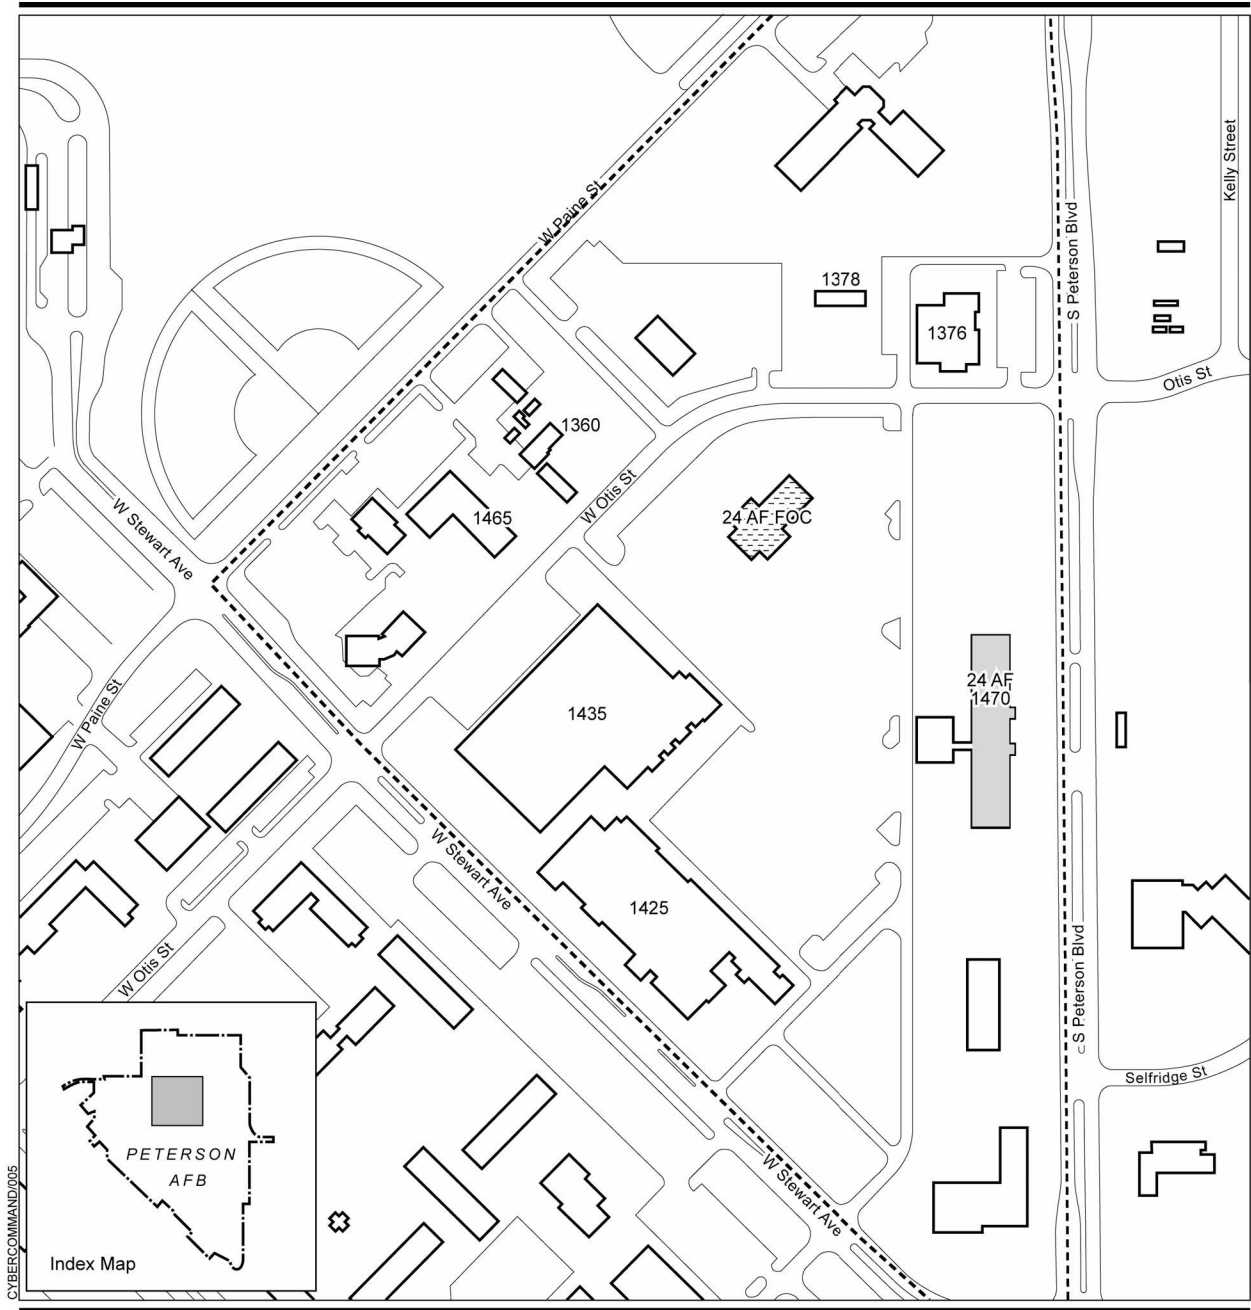 Kelly Street
S Peterson Blvd
W Paine St
1378
1376
Otis St
1360
W Otis St
1465
24 AF FOC
W Stewart Ave
24 AF
1470
W Paine St
1435
W Stewart Ave
1425
W Otis St
S Peterson Blvd
Selfridge St
W Stewart Ave
PETERSON
AFB
Index Map
CYBERCOMMAND/005